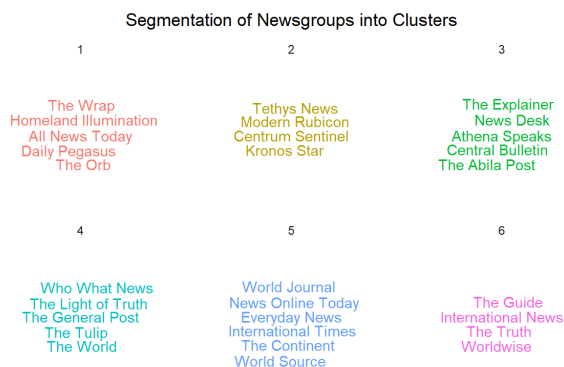 Segmentation of Newsgroups into Clusters
1
The Wrap
Homeland Illumination
All News Today
Daily Pegasus
The Orb
2
Tethys News
Modern Rubicon
Centrum Sentinel
Kronos Star
3
The Explainer
News Desk
Athena Speaks
Central Bulletin
The Abila Post
4
Who What News
The Light of Truth
The General Post
The Tulip
The World
5
World Journal
News Online Today
Everyday News
International Times
The Continent
World Source
6
The Guide
International News
The Truth
Worldwise